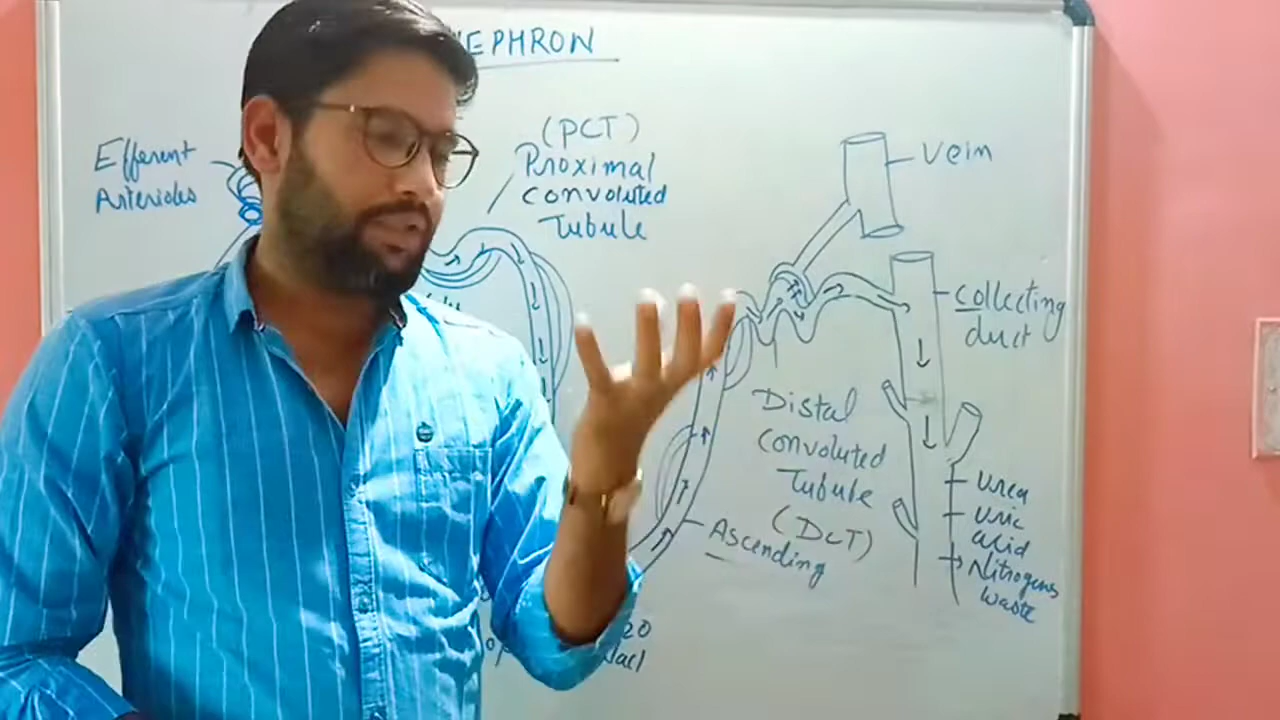 EPHRON
Efferent
Arterioles
(PCT)
Proximal
convoluted
Tubule
Vein
collecting
duct
Distal
convoluted
Tubule
(DCT)
Ascending
Urea
Uric
acid
Nitrogens
waste